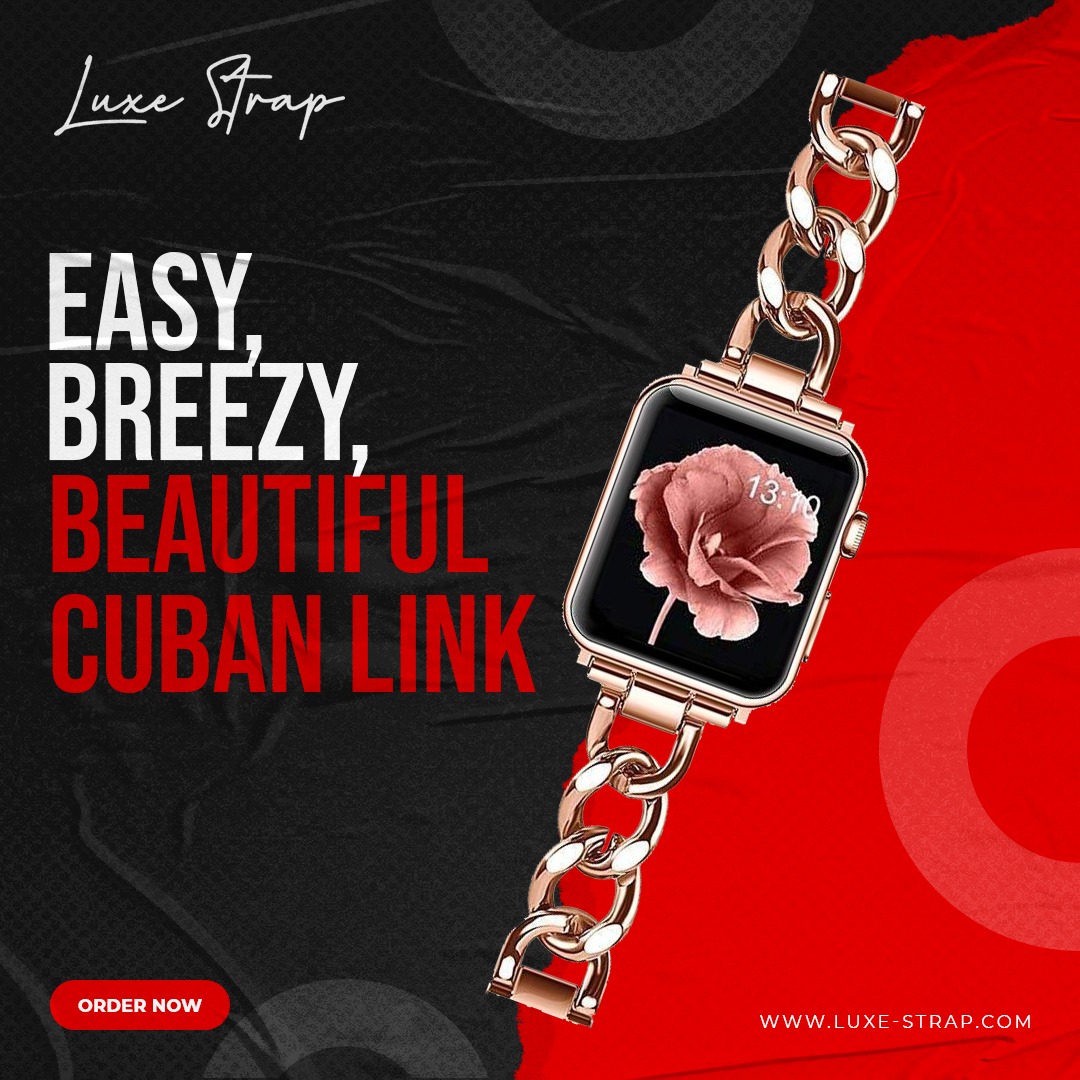 Luxe Strap
EASY,
BREEZY,
BEAUTIFUL
CUBAN LINK
13:10
ORDER NOW
WWW.LUXE-STRAP.COM